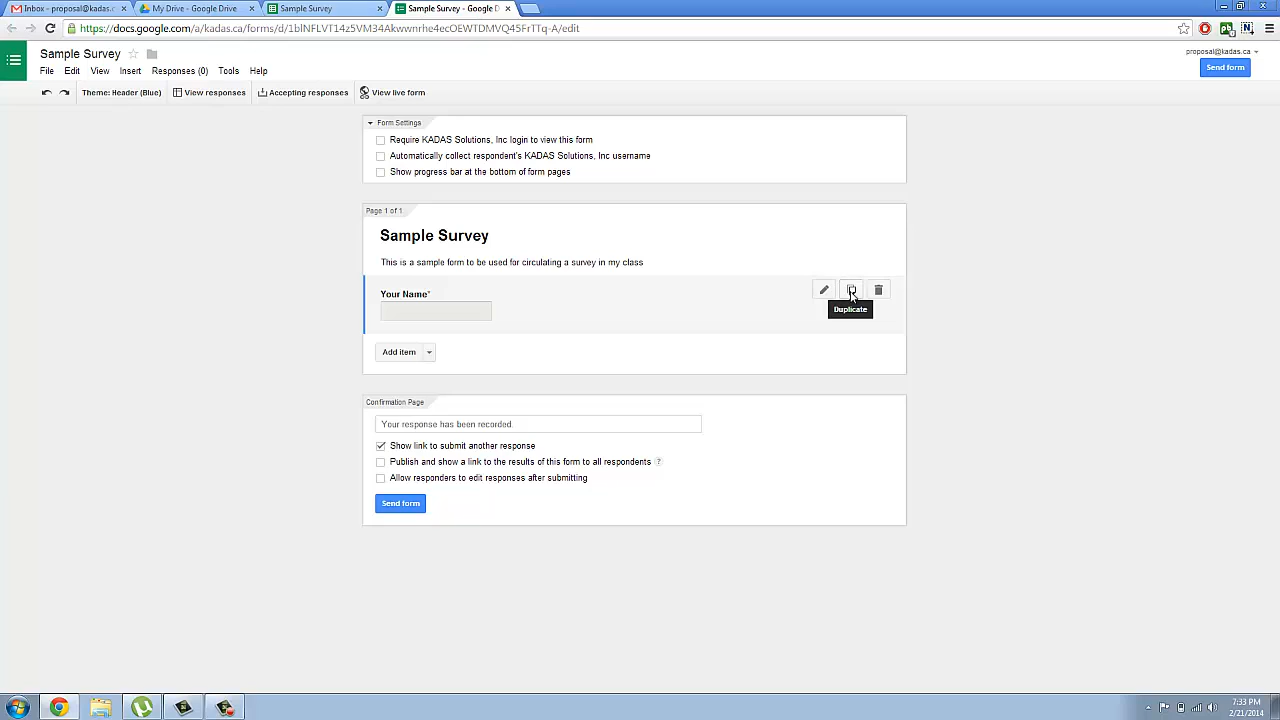 Inbox - proposal@kadas.c
My Drive - Google Drive
Sample Survey
Sample Survey - Google D
https://docs.google.com/a/kadas.ca/forms/d/1blNFLVT14z5VM34Akwwnrhe4ecOEWTDMVQ45FrTTq-A/edit
Sample Survey
proposal@kadas.ca
File Edit View Insert Responses (0) Tools Help
Send form
Theme: Header (Blue) View responses Accepting responses View live form
Form Settings
Require KADAS Solutions, Inc login to view this form
Automatically collect respondent's KADAS Solutions, Inc username
Show progress bar at the bottom of form pages
Page 1 of 1
Sample Survey
This is a sample form to be used for circulating a survey in my class
Your Name*
Duplicate
Add item
Confirmation Page
Your response has been recorded.
Show link to submit another response
Publish and show a link to the results of this form to all respondents ?
Allow responders to edit responses after submitting
Send form
7:33 PM
2/21/2014